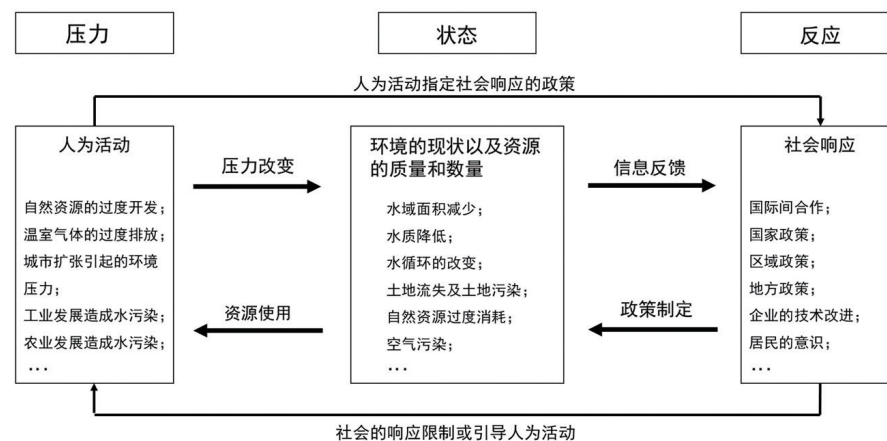 压力
状态
反应
人为活动指定社会响应的政策
人为活动
自然资源的过度开发；
温室气体的过度排放；
城市扩张引起的环境
压力；
工业发展造成水污染；
农业发展造成水污染；
...
压力改变
资源使用
环境的现状以及资源
的质量和数量
水域面积减少；
水质降低；
水循环的改变；
土地流失及土地污染；
自然资源过度消耗；
空气污染；
...
信息反馈
政策制定
社会响应
国际间合作；
国家政策；
区域政策；
地方政策；
企业的技术改进；
居民的意识；
...
社会的响应限制或引导人为活动